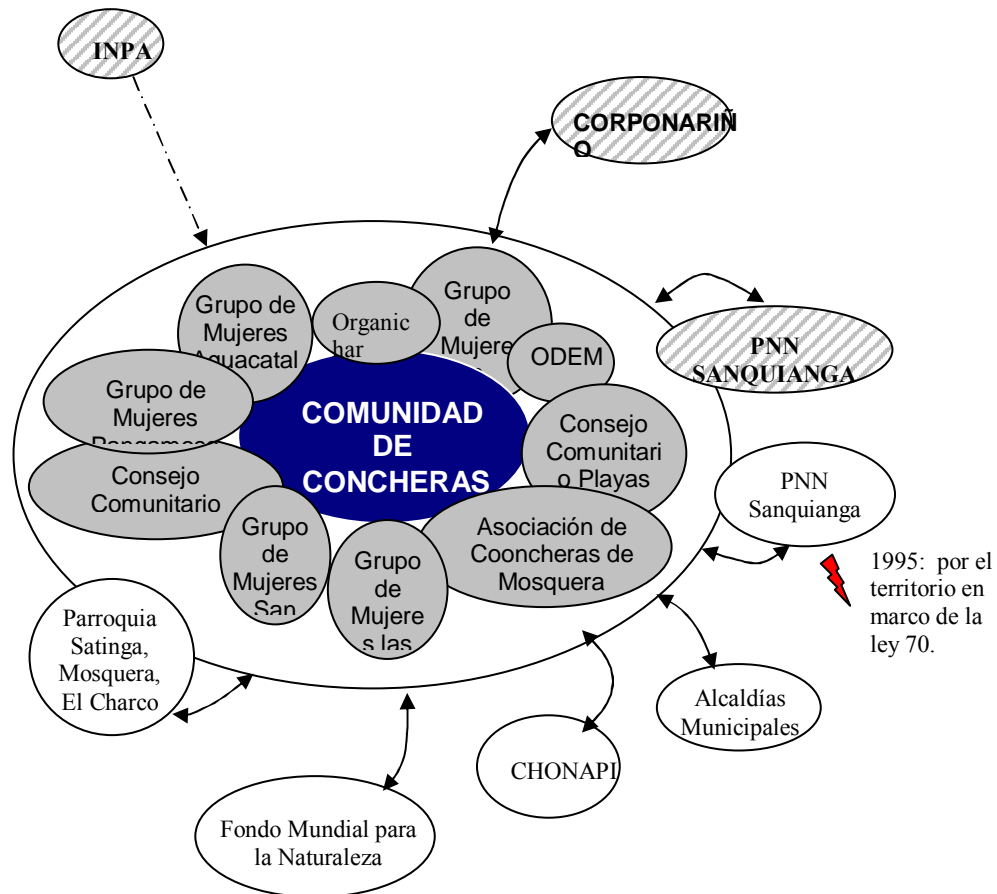 INPA
CORPONARIÑ
O
Grupo de
Mujeres
Aguacatal
Organic
har
Grupo
de
Mujere
ODEM
PNN
SANQUIANGA
Grupo de
Mujeres
COMUNIDAD
DE
CONCHERAS
Consejo
Comunitari
o Playas
Consejo
Comunitario
PNN
Sanquianga
Grupo
de
Mujeres
San
Grupo
de
Mujere
s las
Asociación de
Cooncheras de
Mosquera
1995: por el
territorio en
marco de la
ley 70.
Parroquia
Satinga,
Mosquera,
El Charco
Alcaldías
Municipales
CHONAPI
Fondo Mundial para
la Naturaleza